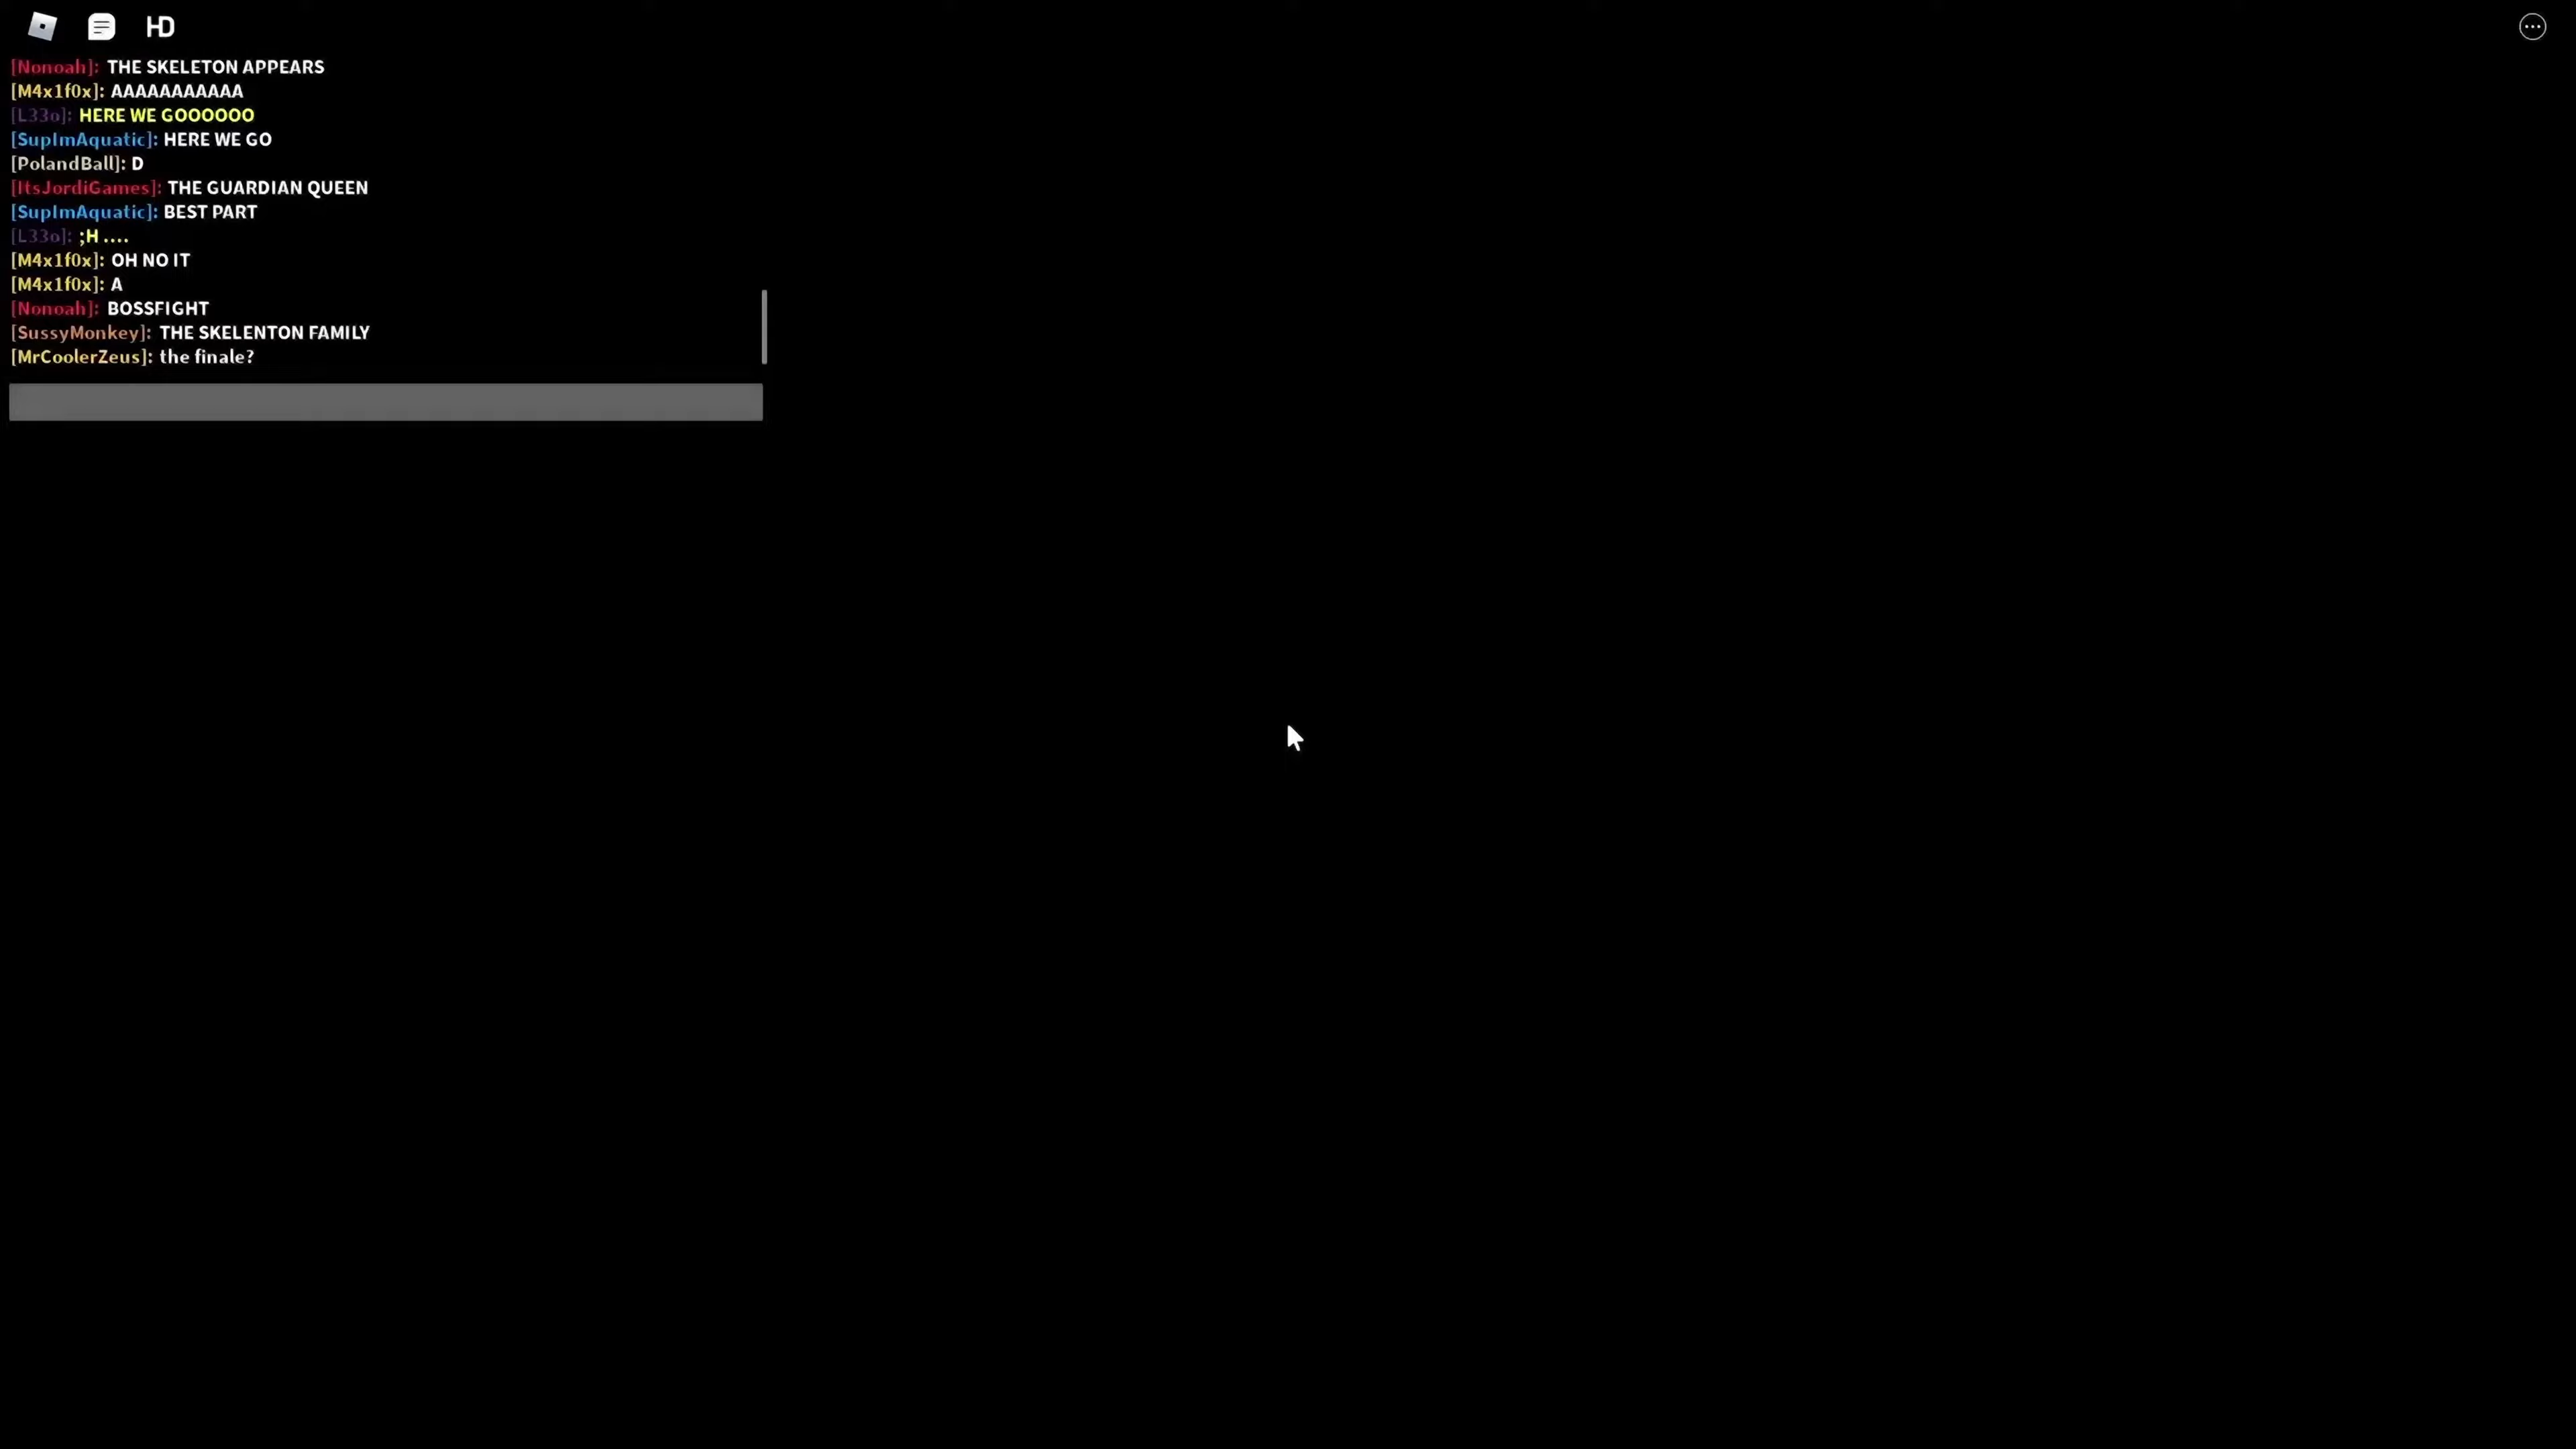 HD
[Nonoah]: THE SKELETON APPEARS
[M4x1f0x]: AAAAAAAAAAA
[L33o]: HERE WE GOOOOOO
[SupImAquatic]: HERE WE GO
[PolandBall]: D
[ItsJordiGames]: THE GUARDIAN QUEEN
[SupImAquatic]: BEST PART
[L33o]: ;H ....
[M4x1f0x]: OH NO IT
[M4x1f0x]: A
[Nonoah]: BOSSFIGHT
[SussyMonkey]: THE SKELENTON FAMILY
[MrCoolerZeus]: the finale?